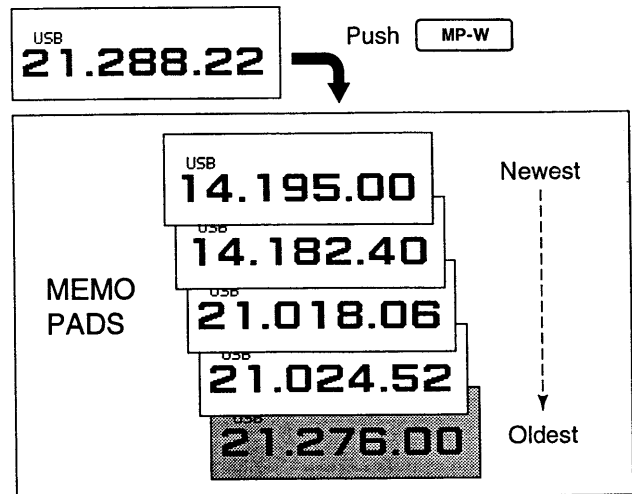 USB
21.288.22
Push MP-W
USB
14.195.00
Newest
USB
14.182.40
MEMO
PADS
USB
21.018.06
USB
21.024.52
USB
21.276.00
Oldest